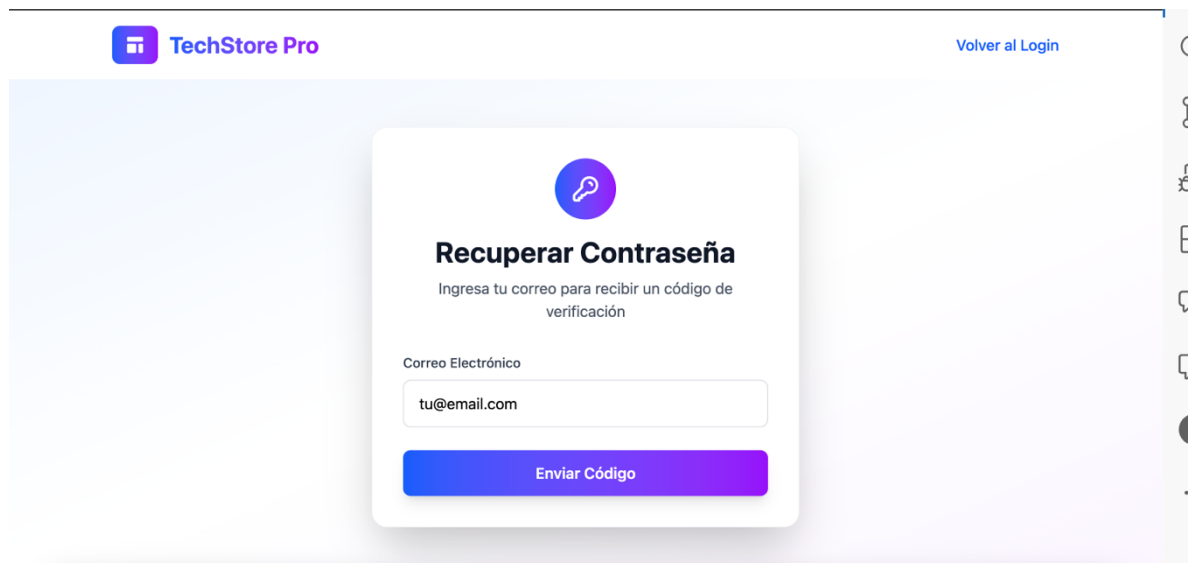 TechStore Pro
Volver al Login
Recuperar Contraseña
Ingresa tu correo para recibir un código de
verificación
Correo Electrónico
tu@email.com
Enviar Código